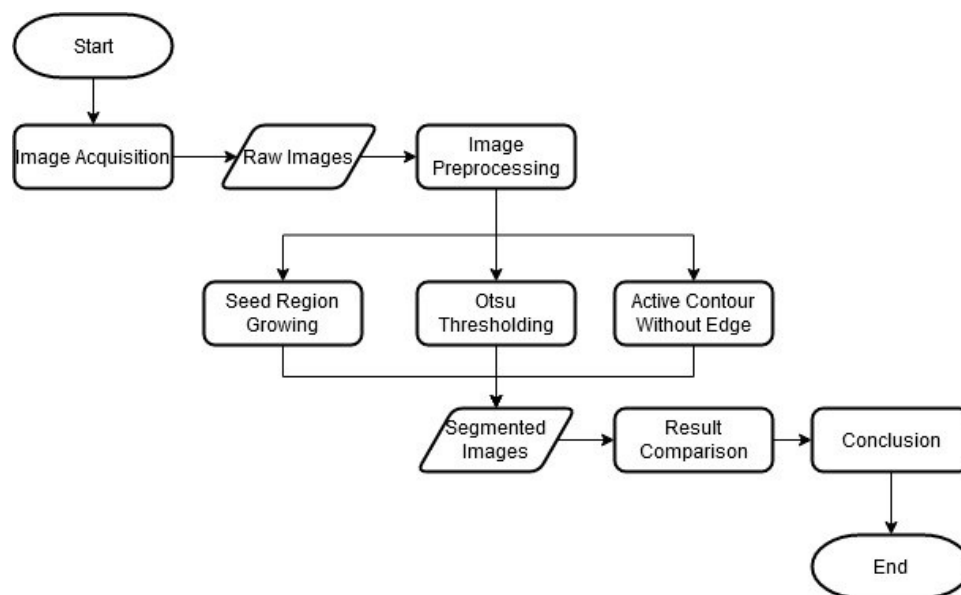 Start
Image Acquisition
Raw Images
Image
Preprocessing
Seed Region
Growing
Otsu
Thresholding
Active Contour
Without Edge
Segmented
Images
Result
Comparison
Conclusion
End